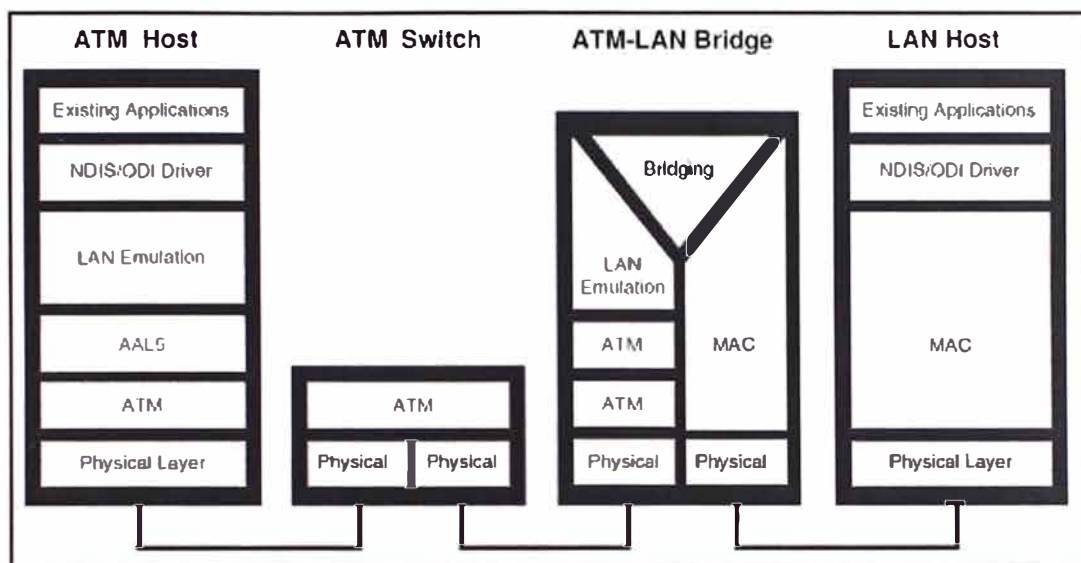 ATM Host
ATM Switch
ATM-LAN Bridge
LAN Host
Existing Applications
NDIS/ODI Driver
LAN Emulation
AAL5
ATM
Physical Layer
ATM
Physical
Physical
Bridging
LAN
Emulation
ATM
ATM
Physical
MAC
Physical
Existing Applications
NDIS/ODI Driver
MAC
Physical Layer